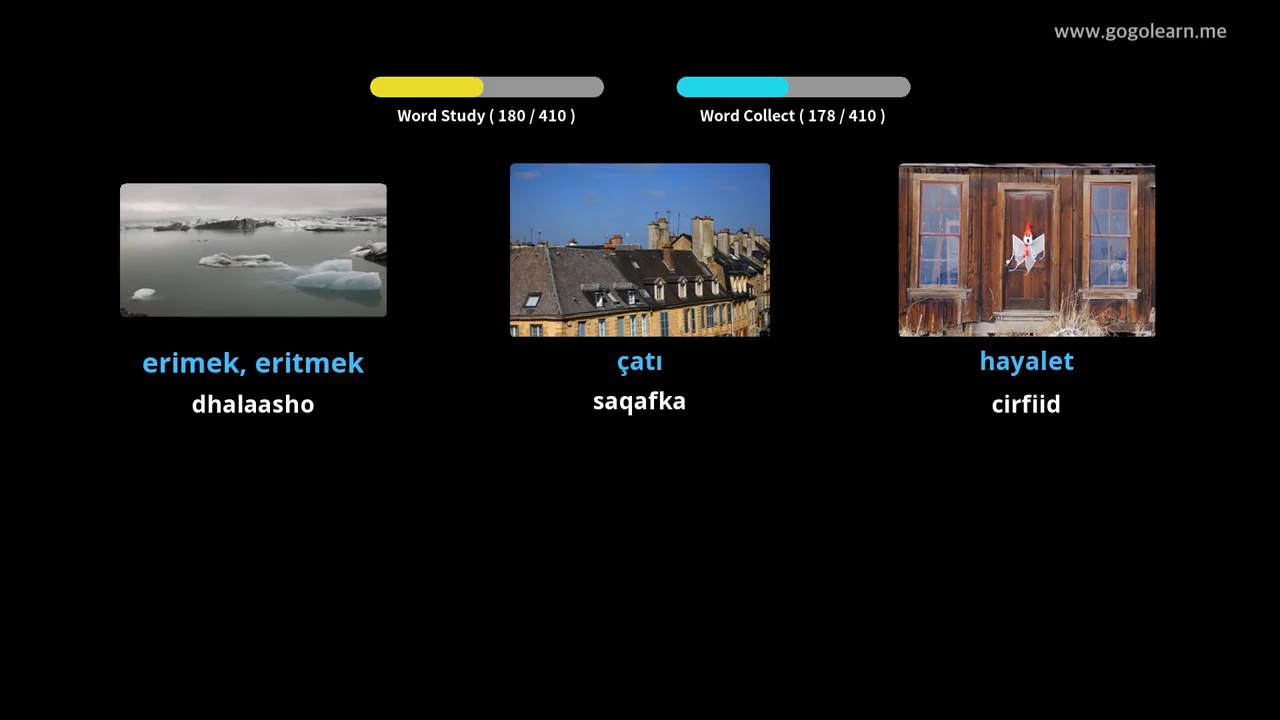 www.gogolearn.me
Word Study ( 180 / 410 )
Word Collect ( 178 / 410 )
erimek, eritmek
dhalaasho
çatı
saqafka
hayalet
cirfiid